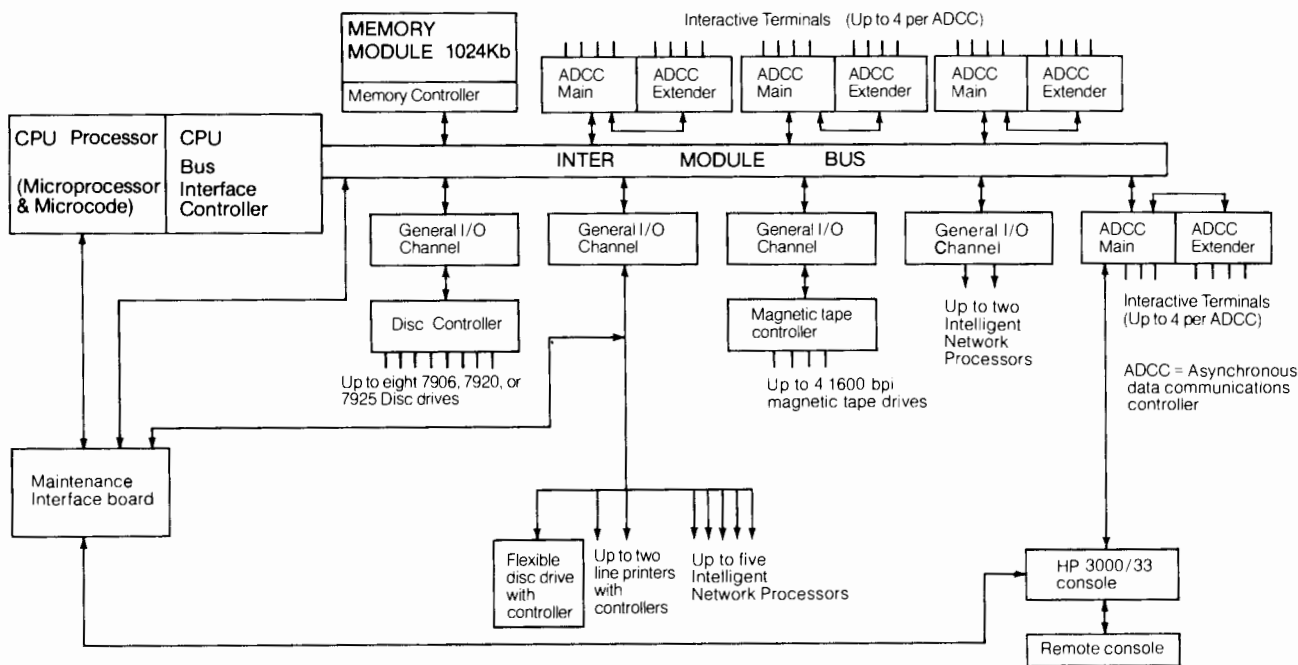 Interactive Terminals (Up to 4 per ADCC)
MEMORY
MODULE 1024Kb
Memory Controller
ADCC
Main
ADCC
Extender
ADCC
Main
ADCC
Extender
ADCC
Main
ADCC
Extender
CPU Processor
(Microprocessor
& Microcode)
CPU
Bus
Interface
Controller
INTER MODULE BUS
General I/O
Channel
General I/O
Channel
General I/O
Channel
General I/O
Channel
ADCC
Main
ADCC
Extender
Disc Controller
Up to eight 7906, 7920, or
7925 Disc drives
Magnetic tape
controller
Up to 4 1600 bpi
magnetic tape drives
Up to two
Intelligent
Network
Processors
Interactive Terminals
(Up to 4 per ADCC)
ADCC = Asynchronous
data communications
controller
Maintenance
Interface board
Flexible
disc drive
with
controller
Up to two
line printers
with
controllers
Up to five
Intelligent
Network Processors
HP 3000/33
console
Remote console